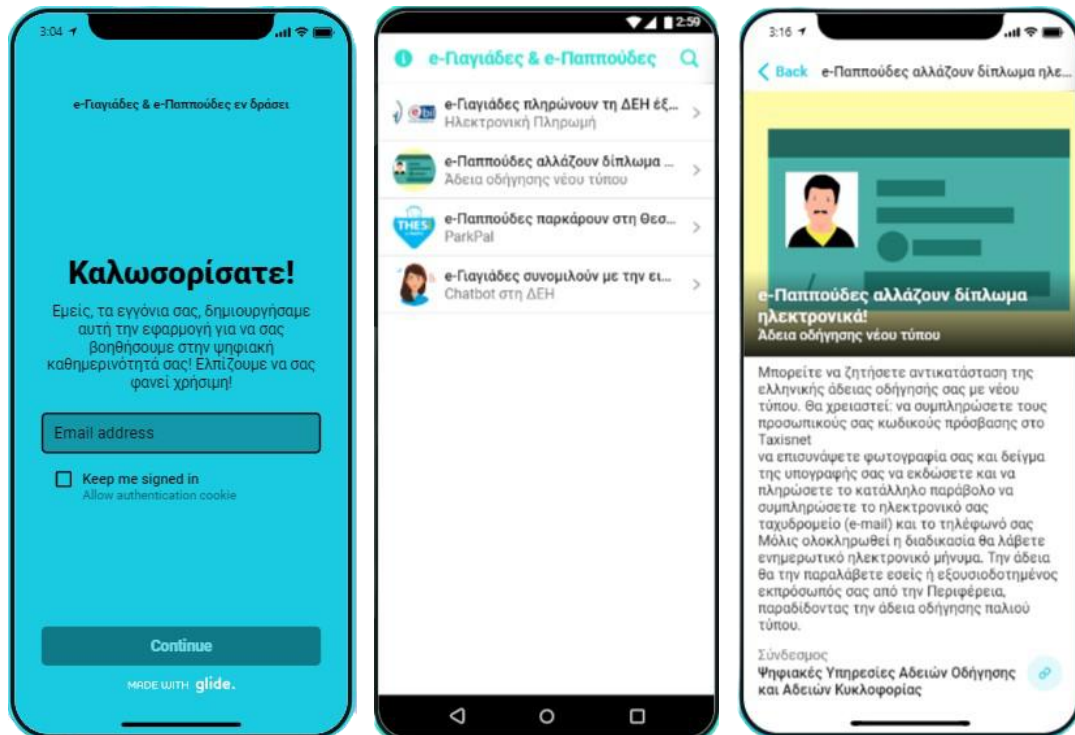 3:04
e-Γιαγιάδες & e-Παππούδες εν δράσει
Καλωσορίσατε!
Εμείς, τα εγγόνια σας, δημιουργήσαμε
αυτή την εφαρμογή για να σας
βοηθήσουμε στην ψηφιακή
καθημερινότητά σας! Ελπίζουμε να σας
φανεί χρήσιμη!
Email address
Keep me signed in
Allow authentication cookie
Continue
MADE WITH glide.
2:59
e-Γιαγιάδες & e-Παππούδες
e-Γιαγιάδες πληρώνουν τη ΔΕΗ έξ...
Ηλεκτρονική Πληρωμή
e-Παππούδες αλλάζουν δίπλωμα ...
Άδεια οδήγησης νέου τύπου
e-Παππούδες παρκάρουν στη Θεσ...
ParkPal
THESi
e-Γιαγιάδες συνομιλούν με την ει...
Chatbot στη ΔΕΗ
3:16
Back e-Παππούδες αλλάζουν δίπλωμα ηλε...
e-Παππούδες αλλάζουν δίπλωμα
ηλεκτρονικά!
Άδεια οδήγησης νέου τύπου
Μπορείτε να ζητήσετε αντικατάσταση της
ελληνικής άδειας οδήγησής σας με νέου
τύπου. Θα χρειαστεί: να συμπληρώσετε τους
προσωπικούς σας κωδικούς πρόσβασης στο
Taxisnet
να επισυνάψετε φωτογραφία σας και δείγμα
της υπογραφής σας να εκδώσετε και να
πληρώσετε το κατάλληλο παράβολο να
συμπληρώσετε το ηλεκτρονικό σας
ταχυδρομείο (e-mail) και το τηλέφωνό σας
Μόλις ολοκληρωθεί η διαδικασία θα λάβετε
ενημερωτικό ηλεκτρονικό μήνυμα. Την άδεια
θα την παραλάβετε εσείς ή εξουσιοδοτημένος
εκπρόσωπός σας από την Περιφέρεια,
παραδίδοντας την άδεια οδήγησης παλιού
τύπου.
Σύνδεσμος
Ψηφιακές Υπηρεσίες Αδειών Οδήγησης
και Αδειών Κυκλοφορίας